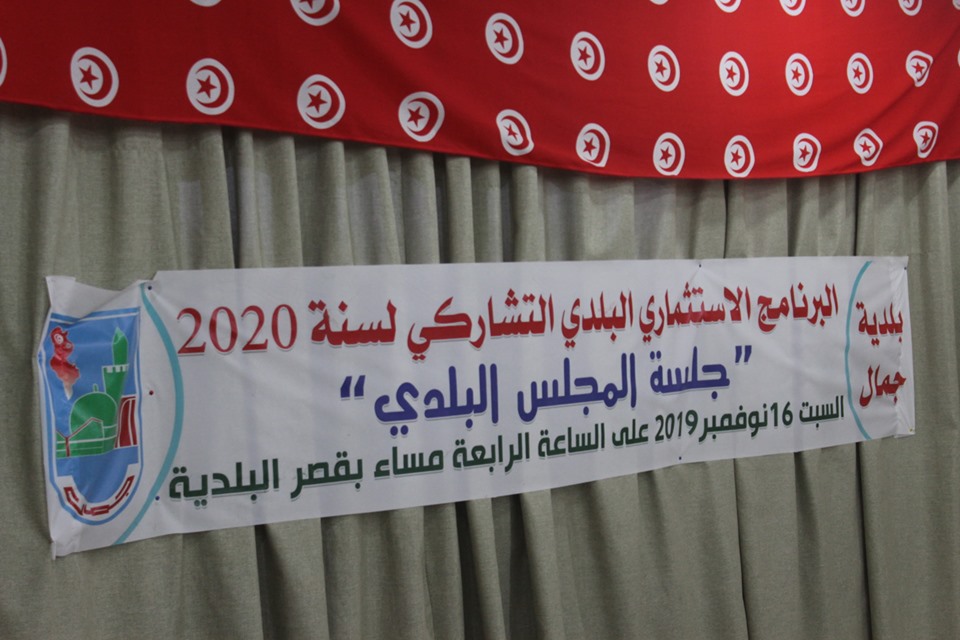 بلدية
جمال
البرنامج الاستثماري البلدي التشاركي لسنة 2020
"جلسة المجلس البلدي"
السبت 16 نوفمبر 2019 على الساعة الرابعة مساء بقصر البلدية